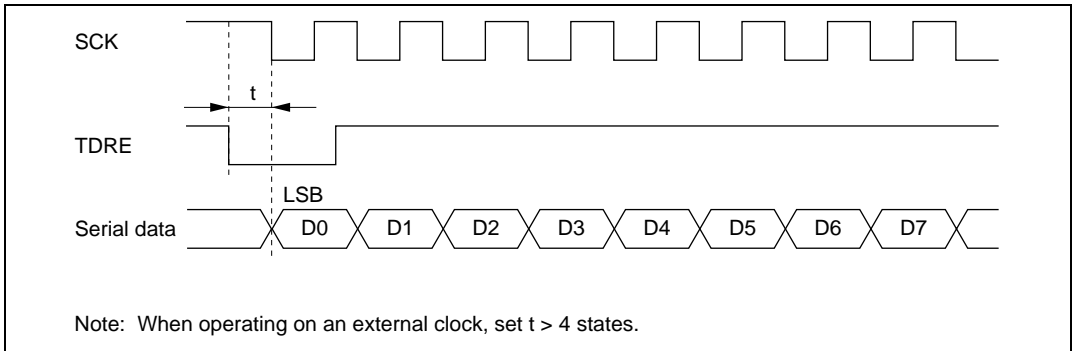 SCK
t
TDRE
LSB
Serial data D0 D1 D2 D3 D4 D5 D6 D7
Note: When operating on an external clock, set t > 4 states.